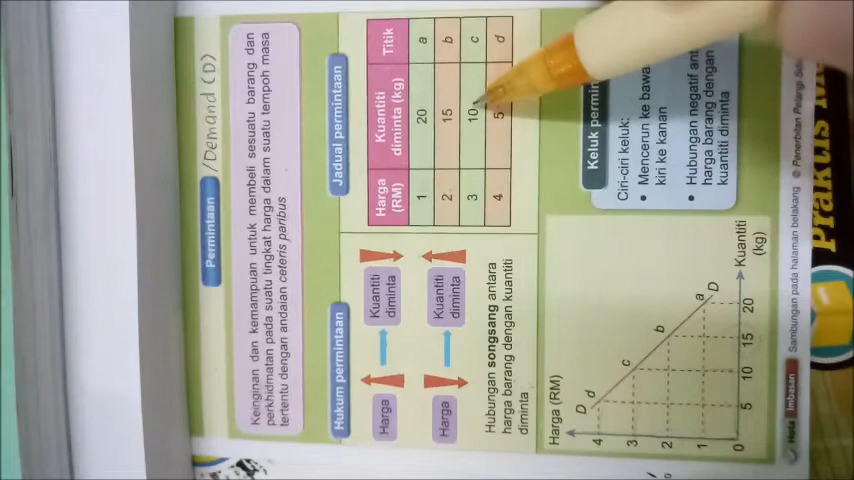 Permintaan /Demand (D)
Keinginan dan kemampuan untuk membeli sesuatu barang dan
perkhidmatan pada suatu tingkat harga dalam suatu tempoh masa
tertentu dengan andaian ceteris paribus
Hukum permintaan
Harga
Kuantiti
diminta
Harga
Kuantiti
diminta
Hubungan songsang antara
harga barang dengan kuantiti
diminta
Jadual permintaan
Harga
(RM)
Kuantiti
diminta (kg)
Titik
1 20 a
2 15 b
3 10 c
4 5 d
Harga (RM)
D
d
c
b
a
D
4
3
2
1
0
5 10 15 20
Kuantiti
(kg)
Keluk
Ciri-ciri keluk:
• Mencerun ke
kiri ke kanan
• Hubungan negatif
harga barang dengan
kuantiti diminta
Nota Imbasan
Sambungan pada halaman belakang
© Penerbitan Pelangi
Praktis